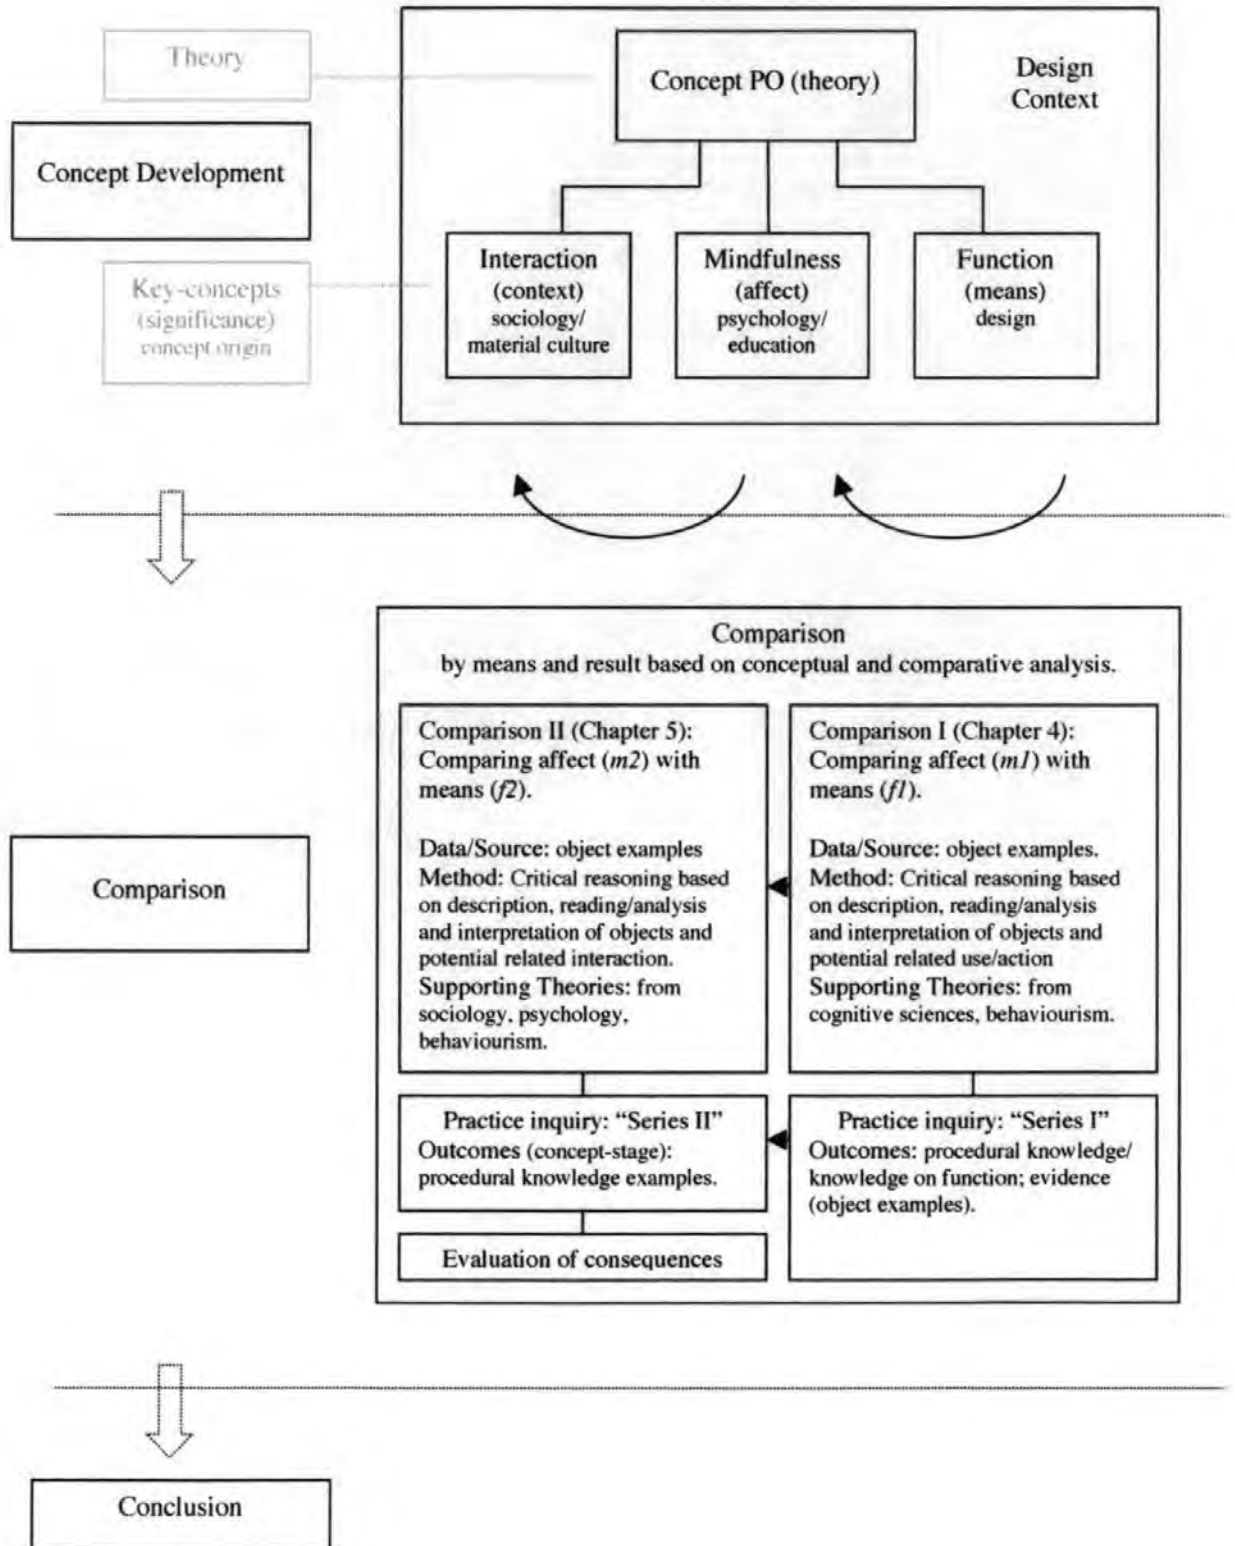 Theory
Concept PO (theory)
Design
Context
Concept Development
Key-concepts
(significance)
concept origin
Interaction
(context)
sociology/
material culture
Mindfulness
(affect)
psychology/
education
Function
(means)
design
Comparison
by means and result based on conceptual and comparative analysis.
Comparison
Comparison II (Chapter 5):
Comparing affect (m2) with
means (f2).
Data/Source: object examples
Method: Critical reasoning based
on description, reading/analysis
and interpretation of objects and
potential related interaction.
Supporting Theories: from
sociology, psychology,
behaviourism.
Comparison I (Chapter 4):
Comparing affect (m1) with
means (f1).
Data/Source: object examples.
Method: Critical reasoning based
on description, reading/analysis
and interpretation of objects and
potential related use/action
Supporting Theories: from
cognitive sciences, behaviourism.
Practice inquiry: “Series II”
Outcomes (concept-stage):
procedural knowledge examples.
Practice inquiry: “Series I”
Outcomes: procedural knowledge/
knowledge on function; evidence
(object examples).
Evaluation of consequences
Conclusion